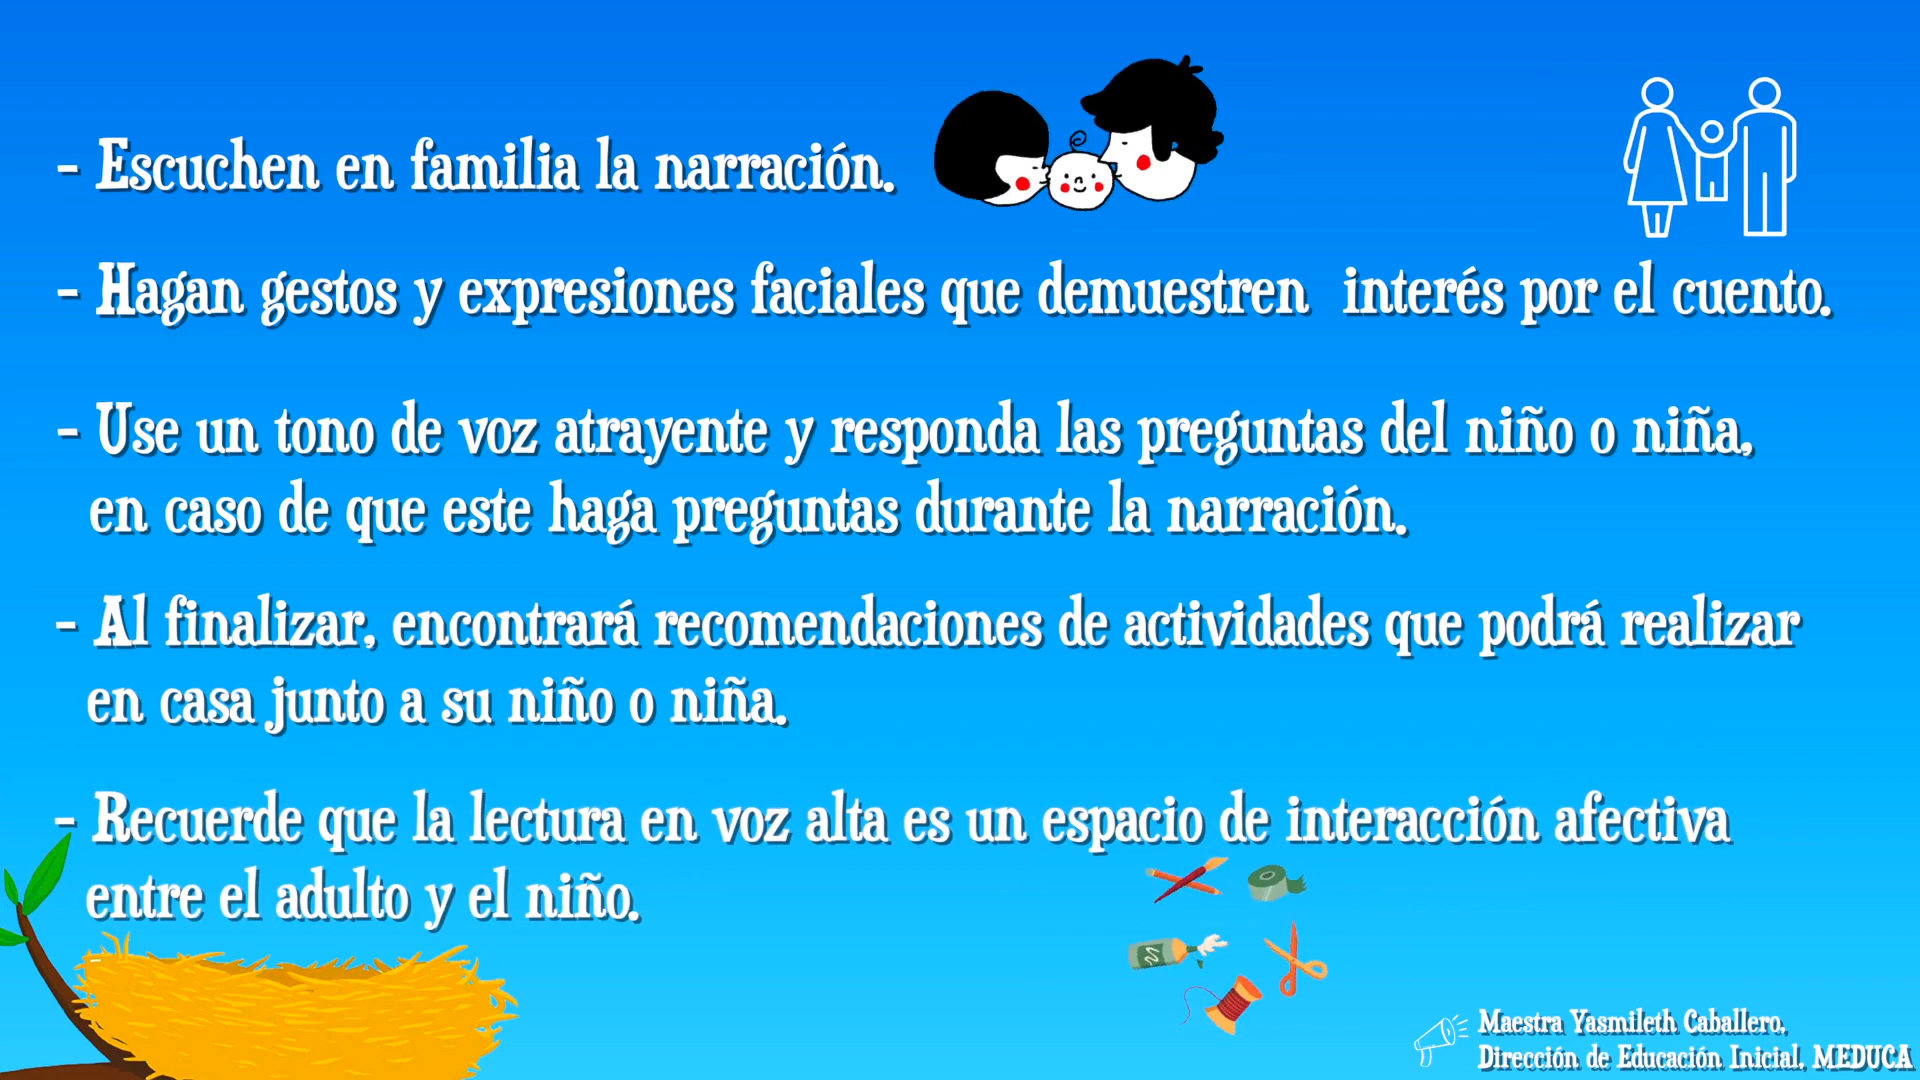 - Escuchen en familia la narración.
- Hagan gestos y expresiones faciales que demuestren interés por el cuento.
- Use un tono de voz atrayente y responda las preguntas del niño o niña,
en caso de que este haga preguntas durante la narración.
- Al finalizar, encontrará recomendaciones de actividades que podrá realizar
en casa junto a su niño o niña.
- Recuerde que la lectura en voz alta es un espacio de interacción afectiva
entre el adulto y el niño.
Maestra Yasmileth Caballero,
Dirección de Educación Inicial, MEDUCA